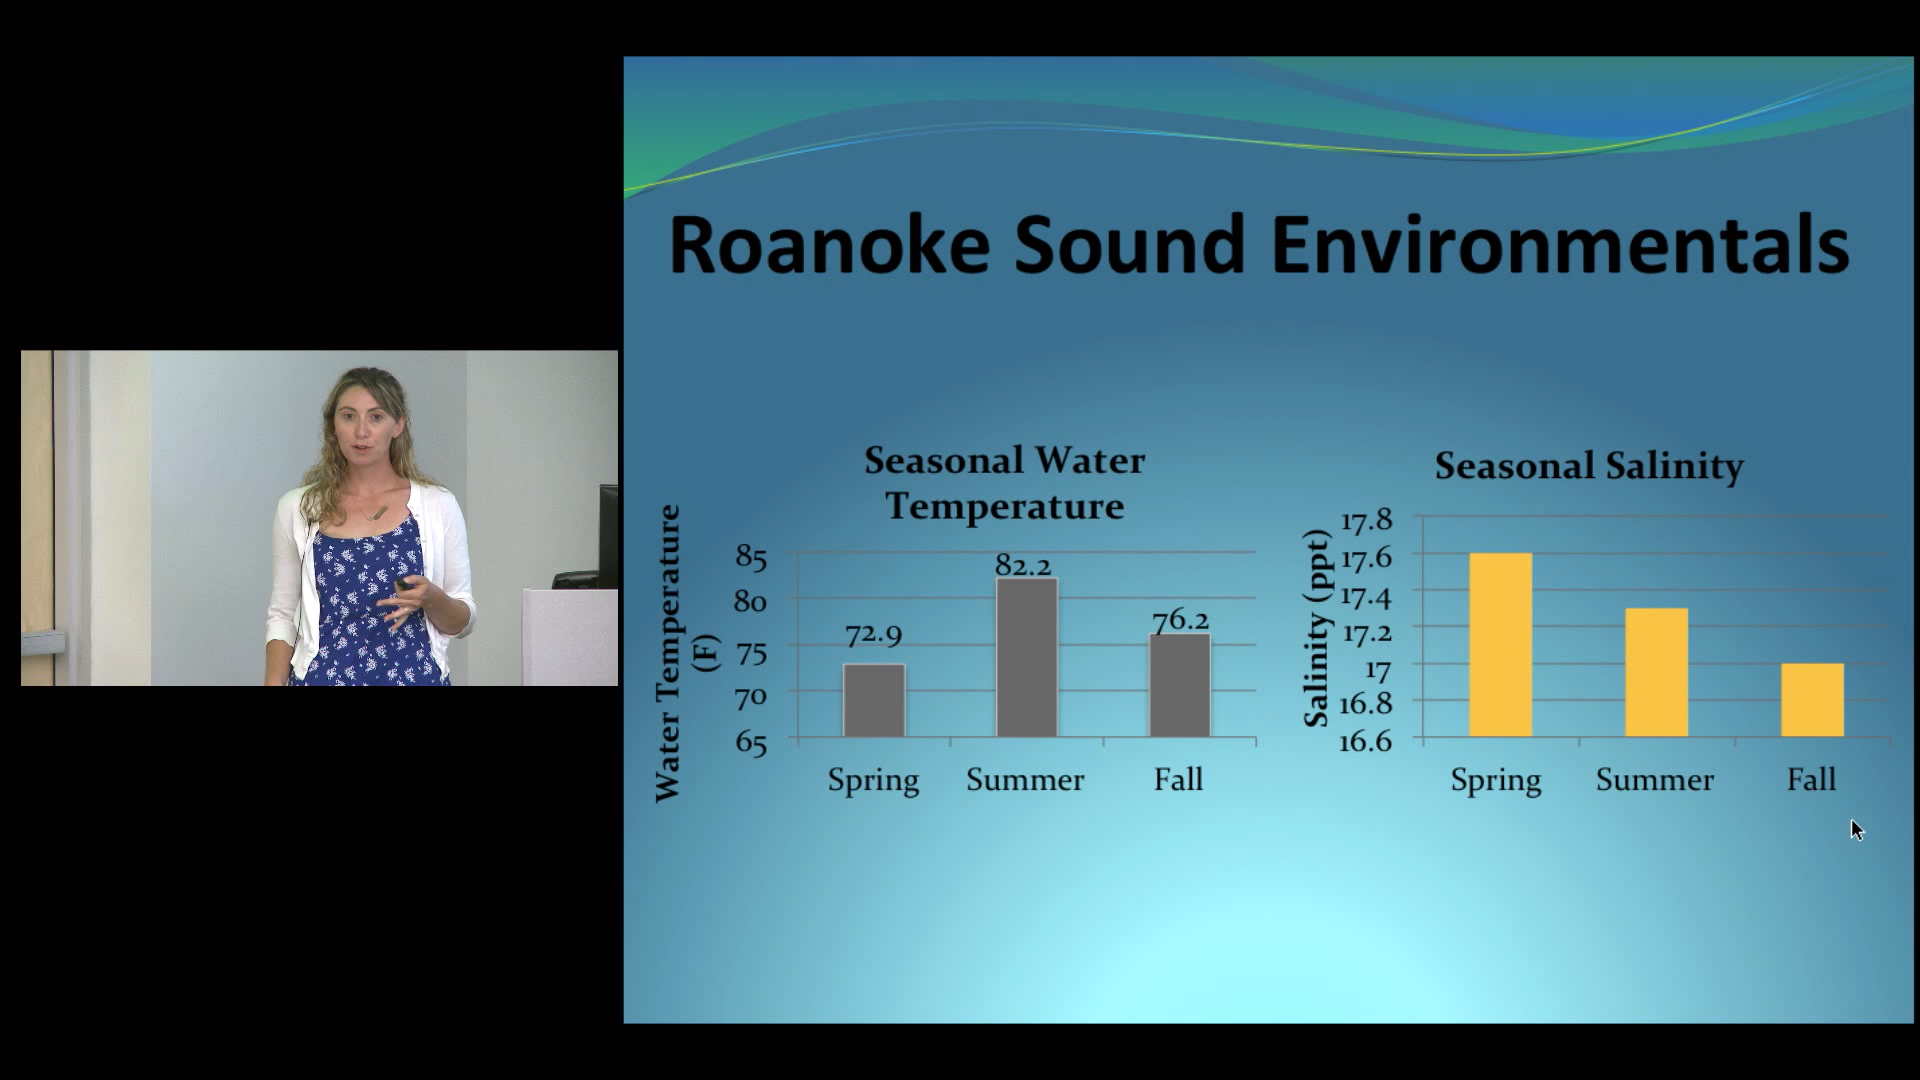 Roanoke Sound Environmentals
Seasonal Water
Temperature
Water Temperature
(F)
85
80
75
70
65
72.9
82.2
76.2
Spring
Summer
Fall
Seasonal Salinity
Salinity (ppt)
17.8
17.6
17.4
17.2
17
16.8
16.6
Spring
Summer
Fall